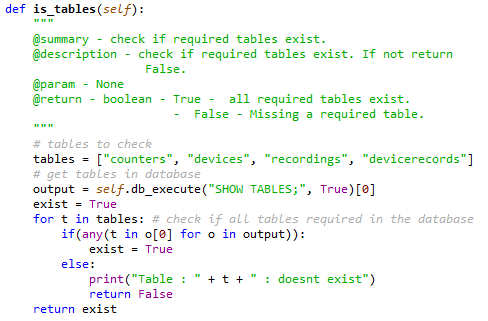 def is_tables(self):
    """
    @summary - check if required tables exist.
    @description - check if required tables exist. If not return
                    False.
    @param - None
    @return - boolean - True -  all required tables exist.
                        -  False - Missing a required table.
    """
    # tables to check
    tables = ["counters", "devices", "recordings", "devicerecords"]
    # get tables in database
    output = self.db_execute("SHOW TABLES;", True)[0]
    exist = True
    for t in tables: # check if all tables required in the database
        if(any(t in o[0] for o in output)):
            exist = True
        else:
            print("Table : " + t + " : doesnt exist")
            return False
    return exist